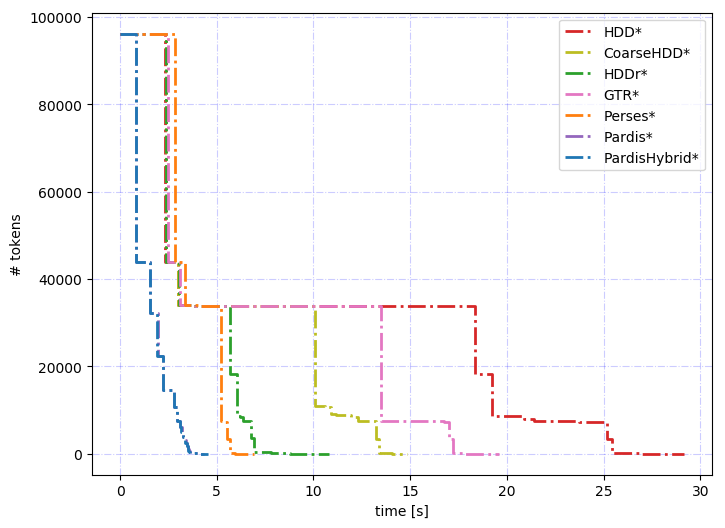 100000
80000
60000
40000
20000
0
# tokens
0 5 10 15 20 25 30
time [s]
HDD*
CoarseHDD*
HDDr*
GTR*
Perses*
Pardis*
PardisHybrid*